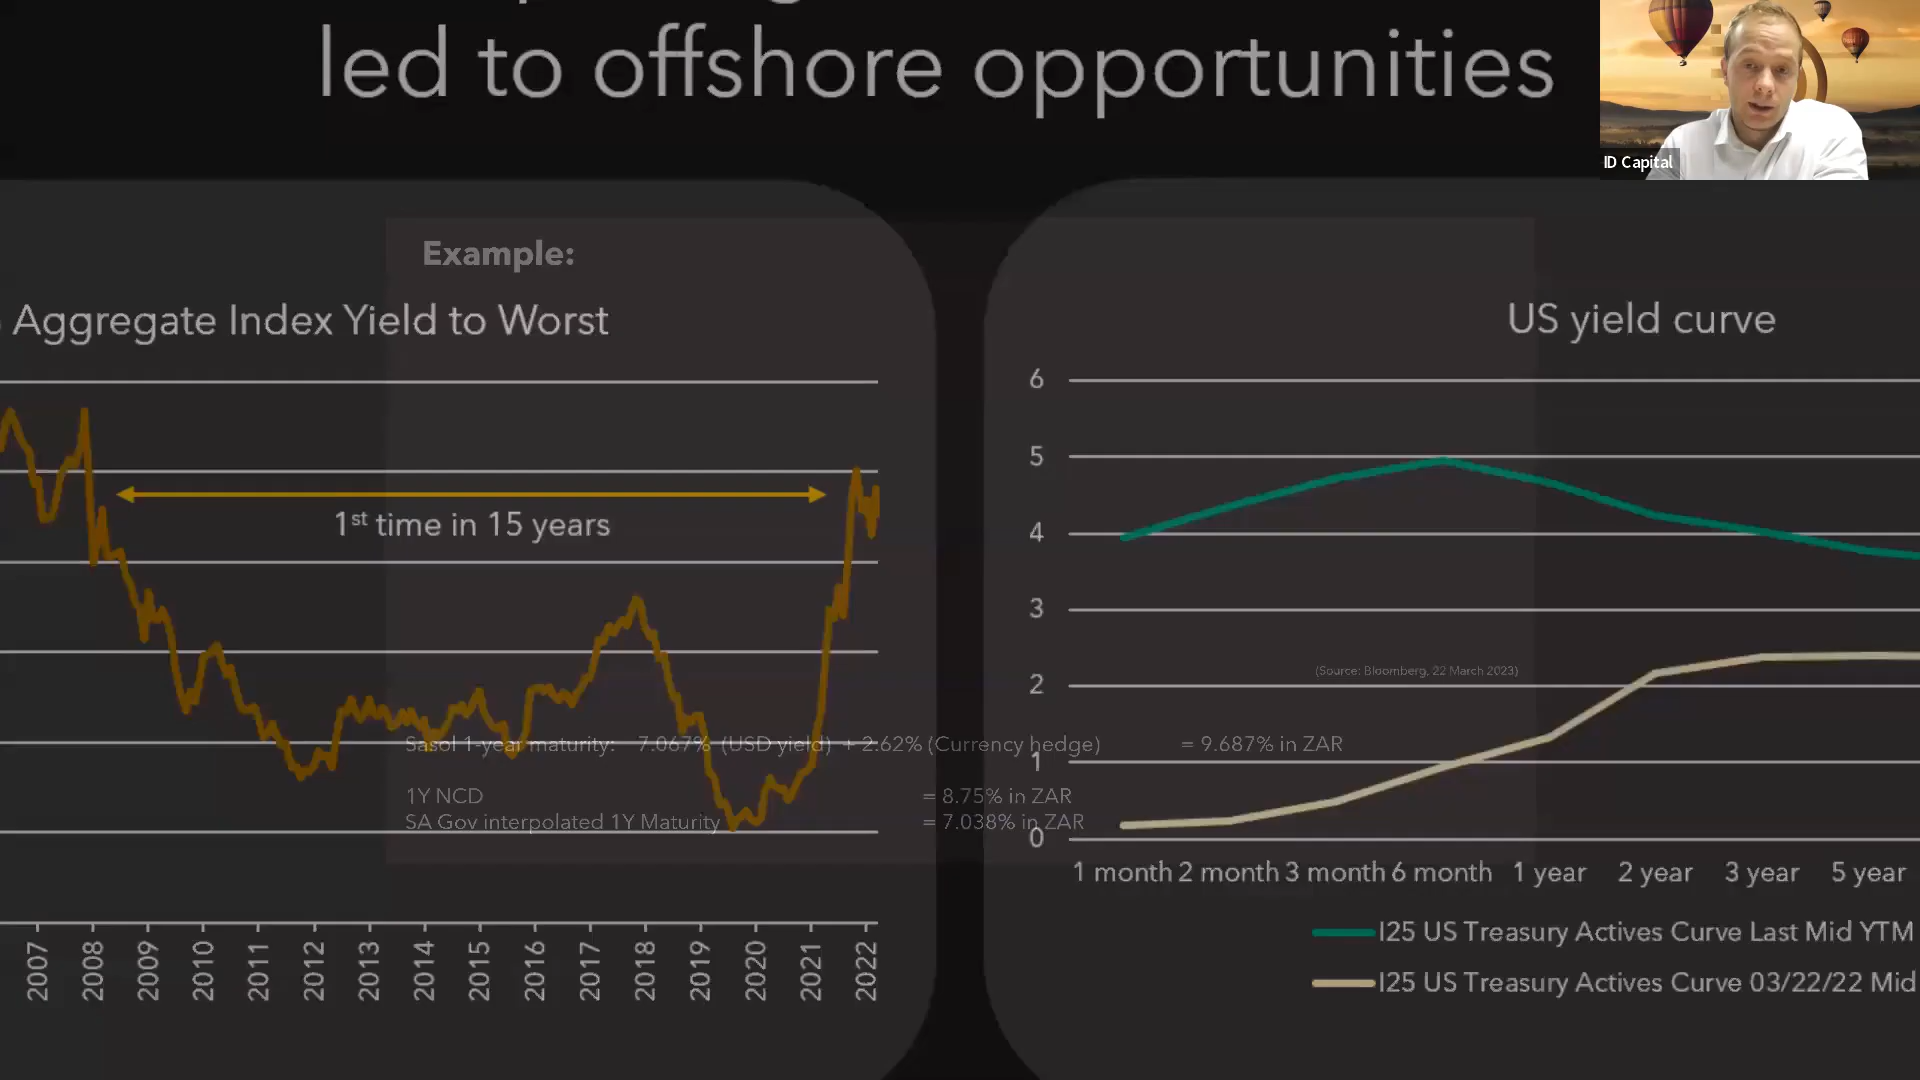 led to offshore opportunities
ID Capital
Example:
Aggregate Index Yield to Worst
US yield curve
6
5
1st time in 15 years
4
3
(Source: Bloomberg, 22 March 2023)
2
Sasol 1-year maturity: 7.067% (USD yield) + 2.62% (Currency hedge) = 9.687% in ZAR
1
1Y NCD = 8.75% in ZAR
SA Gov interpolated 1Y Maturity = 7.038% in ZAR
0
1 month 2 month 3 month 6 month 1 year 2 year 3 year 5 year
I25 US Treasury Actives Curve Last Mid YTM
2007 2008 2009 2010 2011 2012 2013 2014 2015 2016 2017 2018 2019 2020 2021 2022
I25 US Treasury Actives Curve 03/22/22 Mid